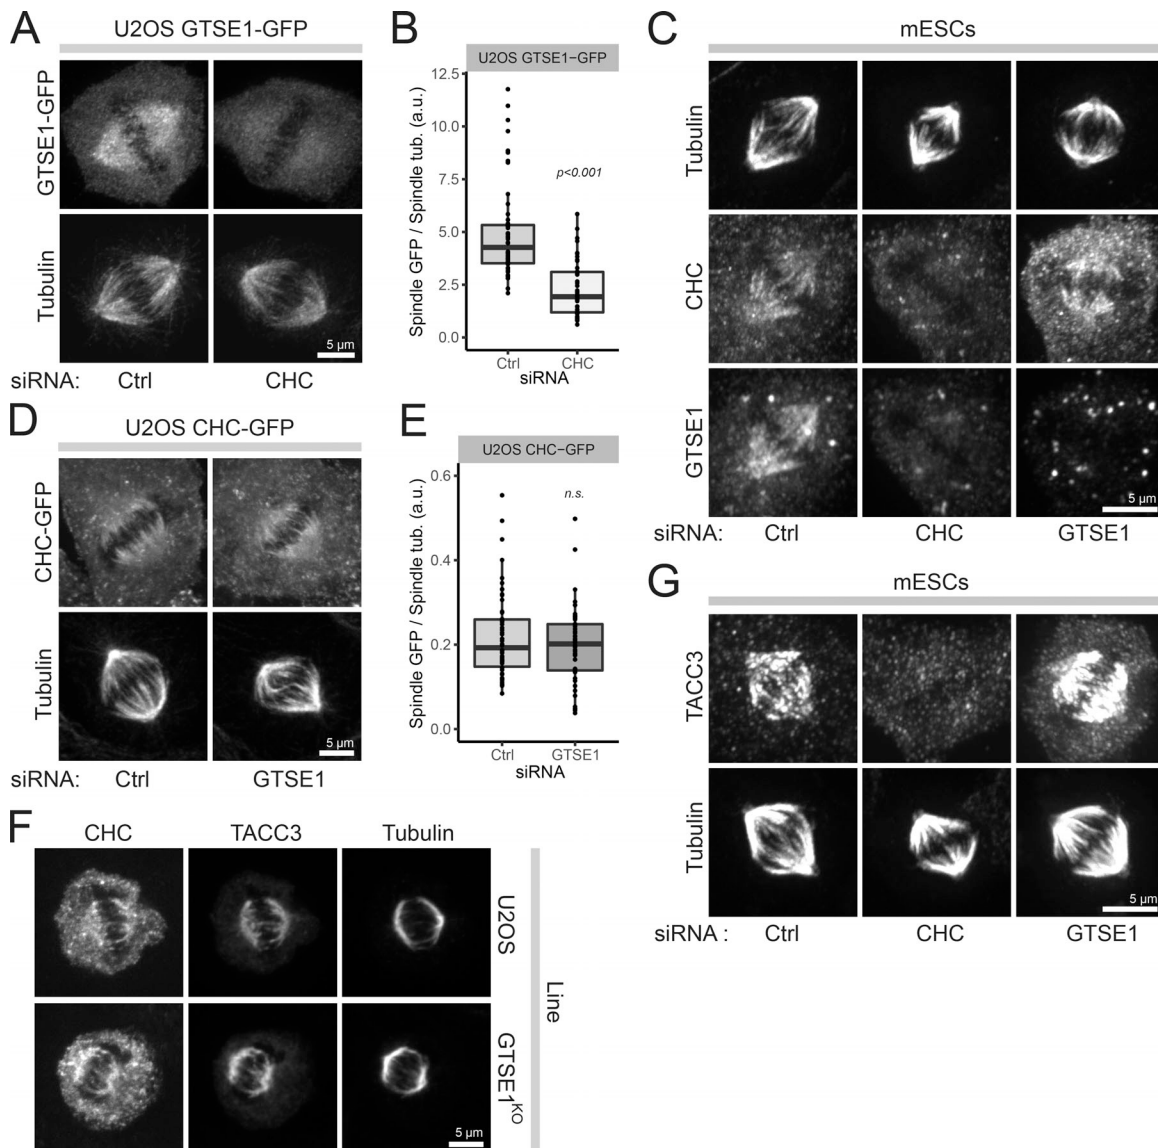 A
U2OS GTSE1-GFP
GTSE1-GFP
Tubulin
5 µm
siRNA: Ctrl CHC
B
U2OS GTSE1−GFP
Spindle GFP / Spindle tub. (a.u.)
12.5
10.0
7.5
5.0
2.5
0.0
p<0.001
Ctrl CHC
siRNA
C
mESCs
Tubulin
CHC
GTSE1
5 µm
siRNA: Ctrl CHC GTSE1
D
U2OS CHC-GFP
CHC-GFP
Tubulin
5 µm
siRNA: Ctrl GTSE1
E
U2OS CHC−GFP
Spindle GFP / Spindle tub. (a.u.)
0.6
0.4
0.2
0.0
n.s.
Ctrl GTSE1
siRNA
F
CHC TACC3 Tubulin
U2OS
GTSE1KO
Line
5 µm
G
mESCs
TACC3
Tubulin
5 µm
siRNA : Ctrl CHC GTSE1